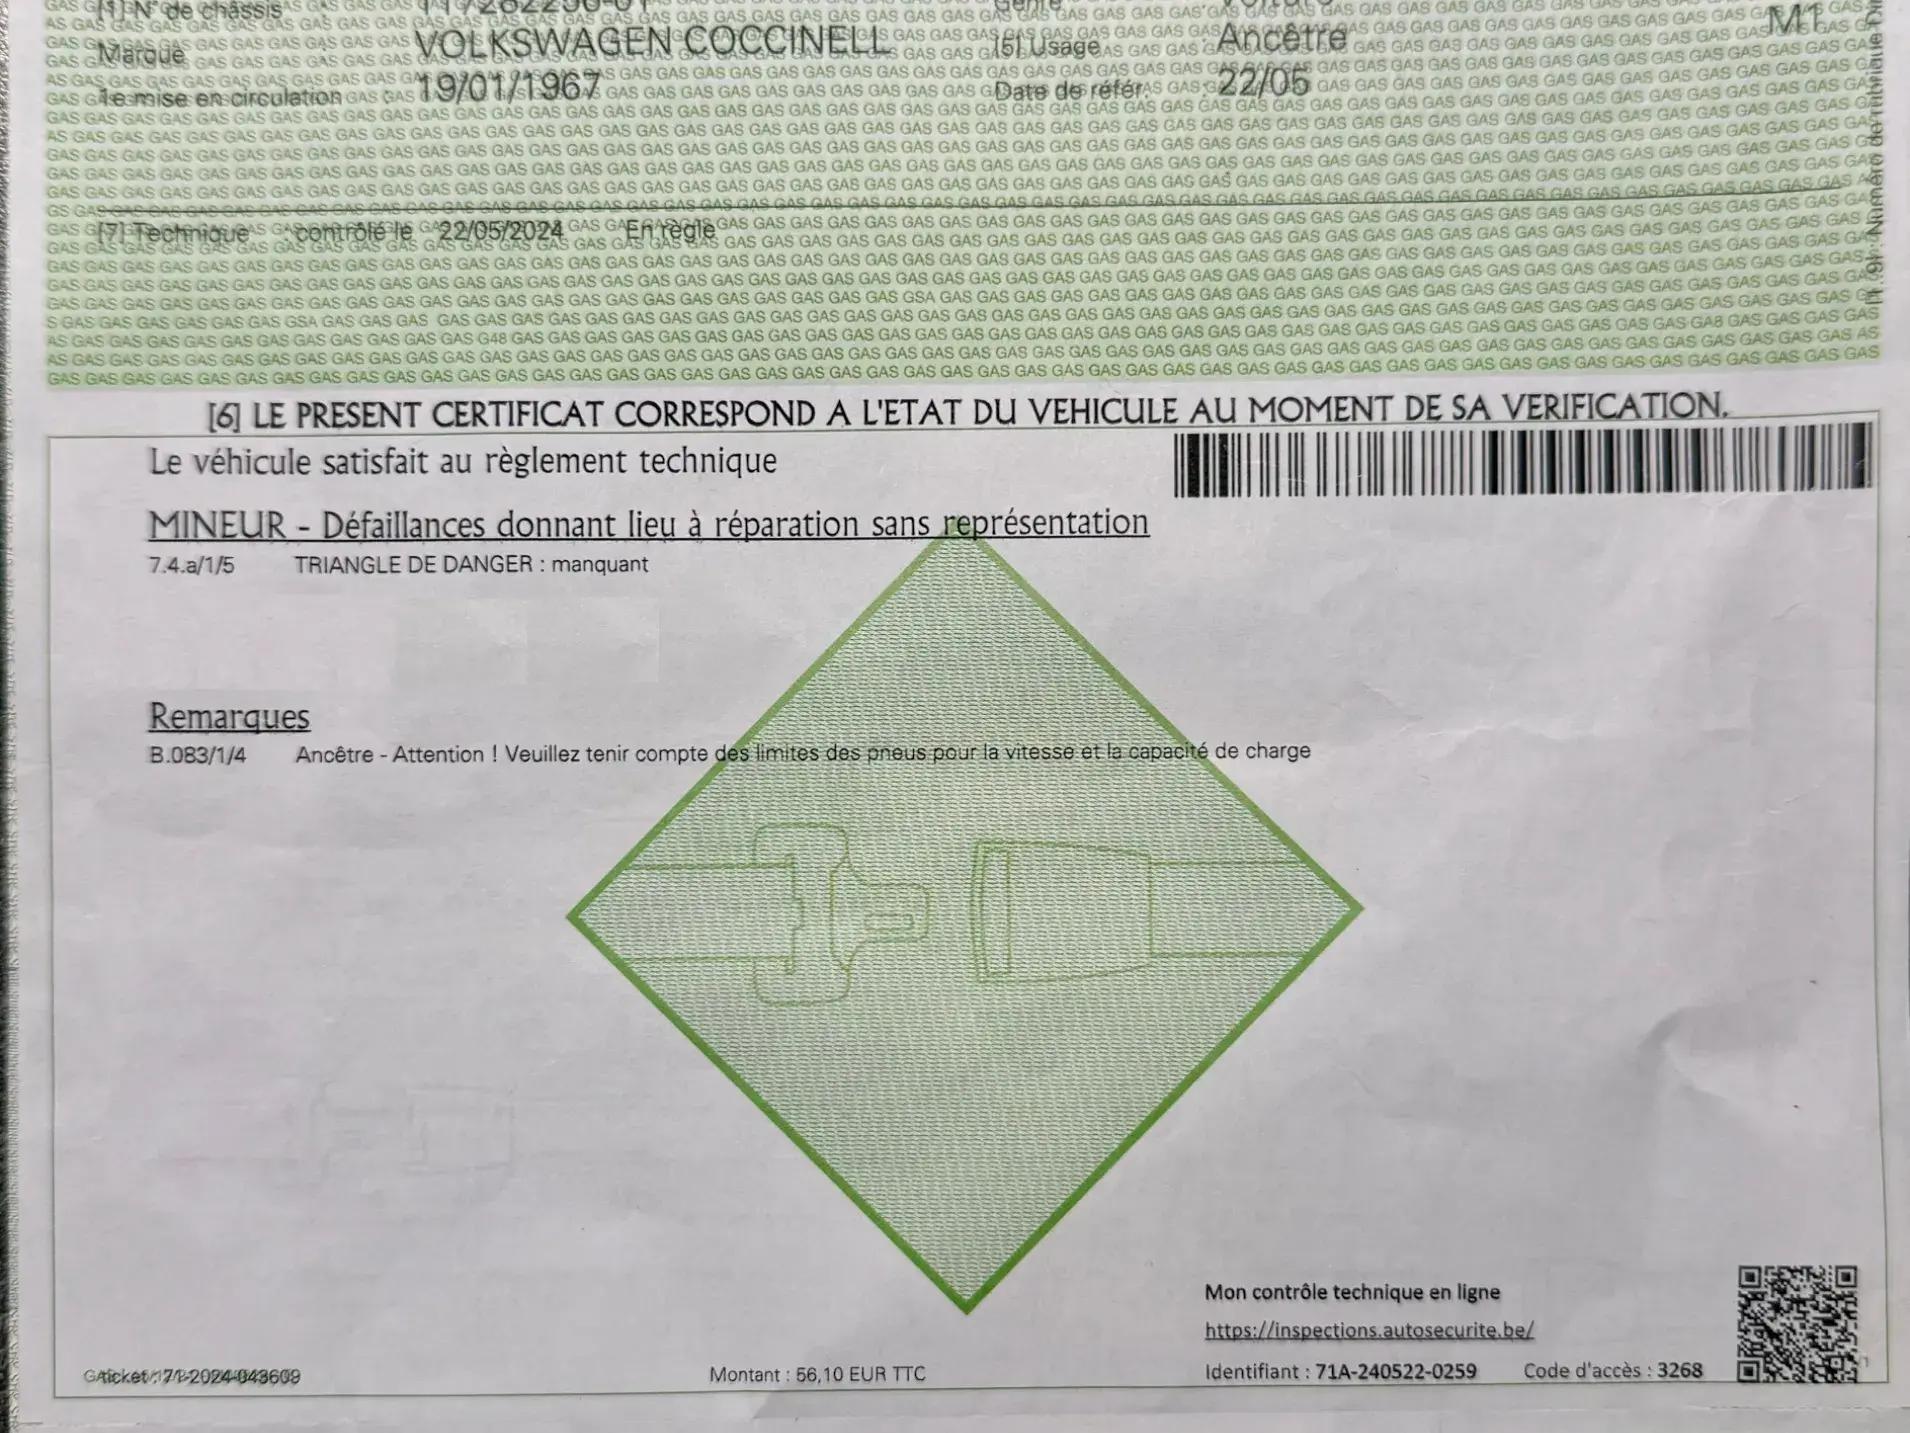 [1] N° de châssis
Marque VOLKSWAGEN COCCINELL [5] Usage Ancêtre M1
1e mise en circulation : 19/01/1967 Date de référ. 22/05
[7] Technique contrôlé le 22/05/2024 En règle
[6] LE PRESENT CERTIFICAT CORRESPOND A L'ETAT DU VEHICULE AU MOMENT DE SA VERIFICATION.
Le véhicule satisfait au règlement technique
MINEUR - Défaillances donnant lieu à réparation sans représentation
7.4.a/1/5 TRIANGLE DE DANGER : manquant
Remarques
B.083/1/4 Ancêtre - Attention ! Veuillez tenir compte des limites des pneus pour la vitesse et la capacité de charge
Mon contrôle technique en ligne
https://inspections.autosecurite.be/
ticket : 71-2024-043609 Montant : 56,10 EUR TTC Identifiant : 71A-240522-0259 Code d'accès : 3268